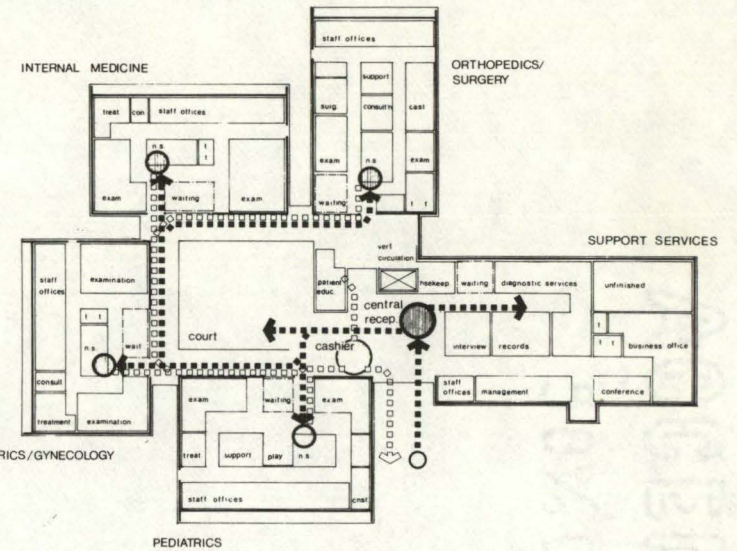 INTERNAL MEDICINE
treat
con
staff offices
n.s.
t
t
exam
waiting
exam
ORTHOPEDICS/
SURGERY
staff offices
support
surg.
consult'n
cast
exam
n.s.
exam
waiting
t t
SUPPORT SERVICES
vert
circulation
hsekeep
waiting
diagnostic services
unfinished
patient
educ.
central
recep.
interview
records
t
t t
business office
staff
offices
management
conference
court
cashier
staff
offices
examination
t t
n.s.
wait
consult
treatment
examination
RICS/GYNECOLOGY
exam
waiting
exam
treat
support
play
n.s.
staff offices
cnst
PEDIATRICS